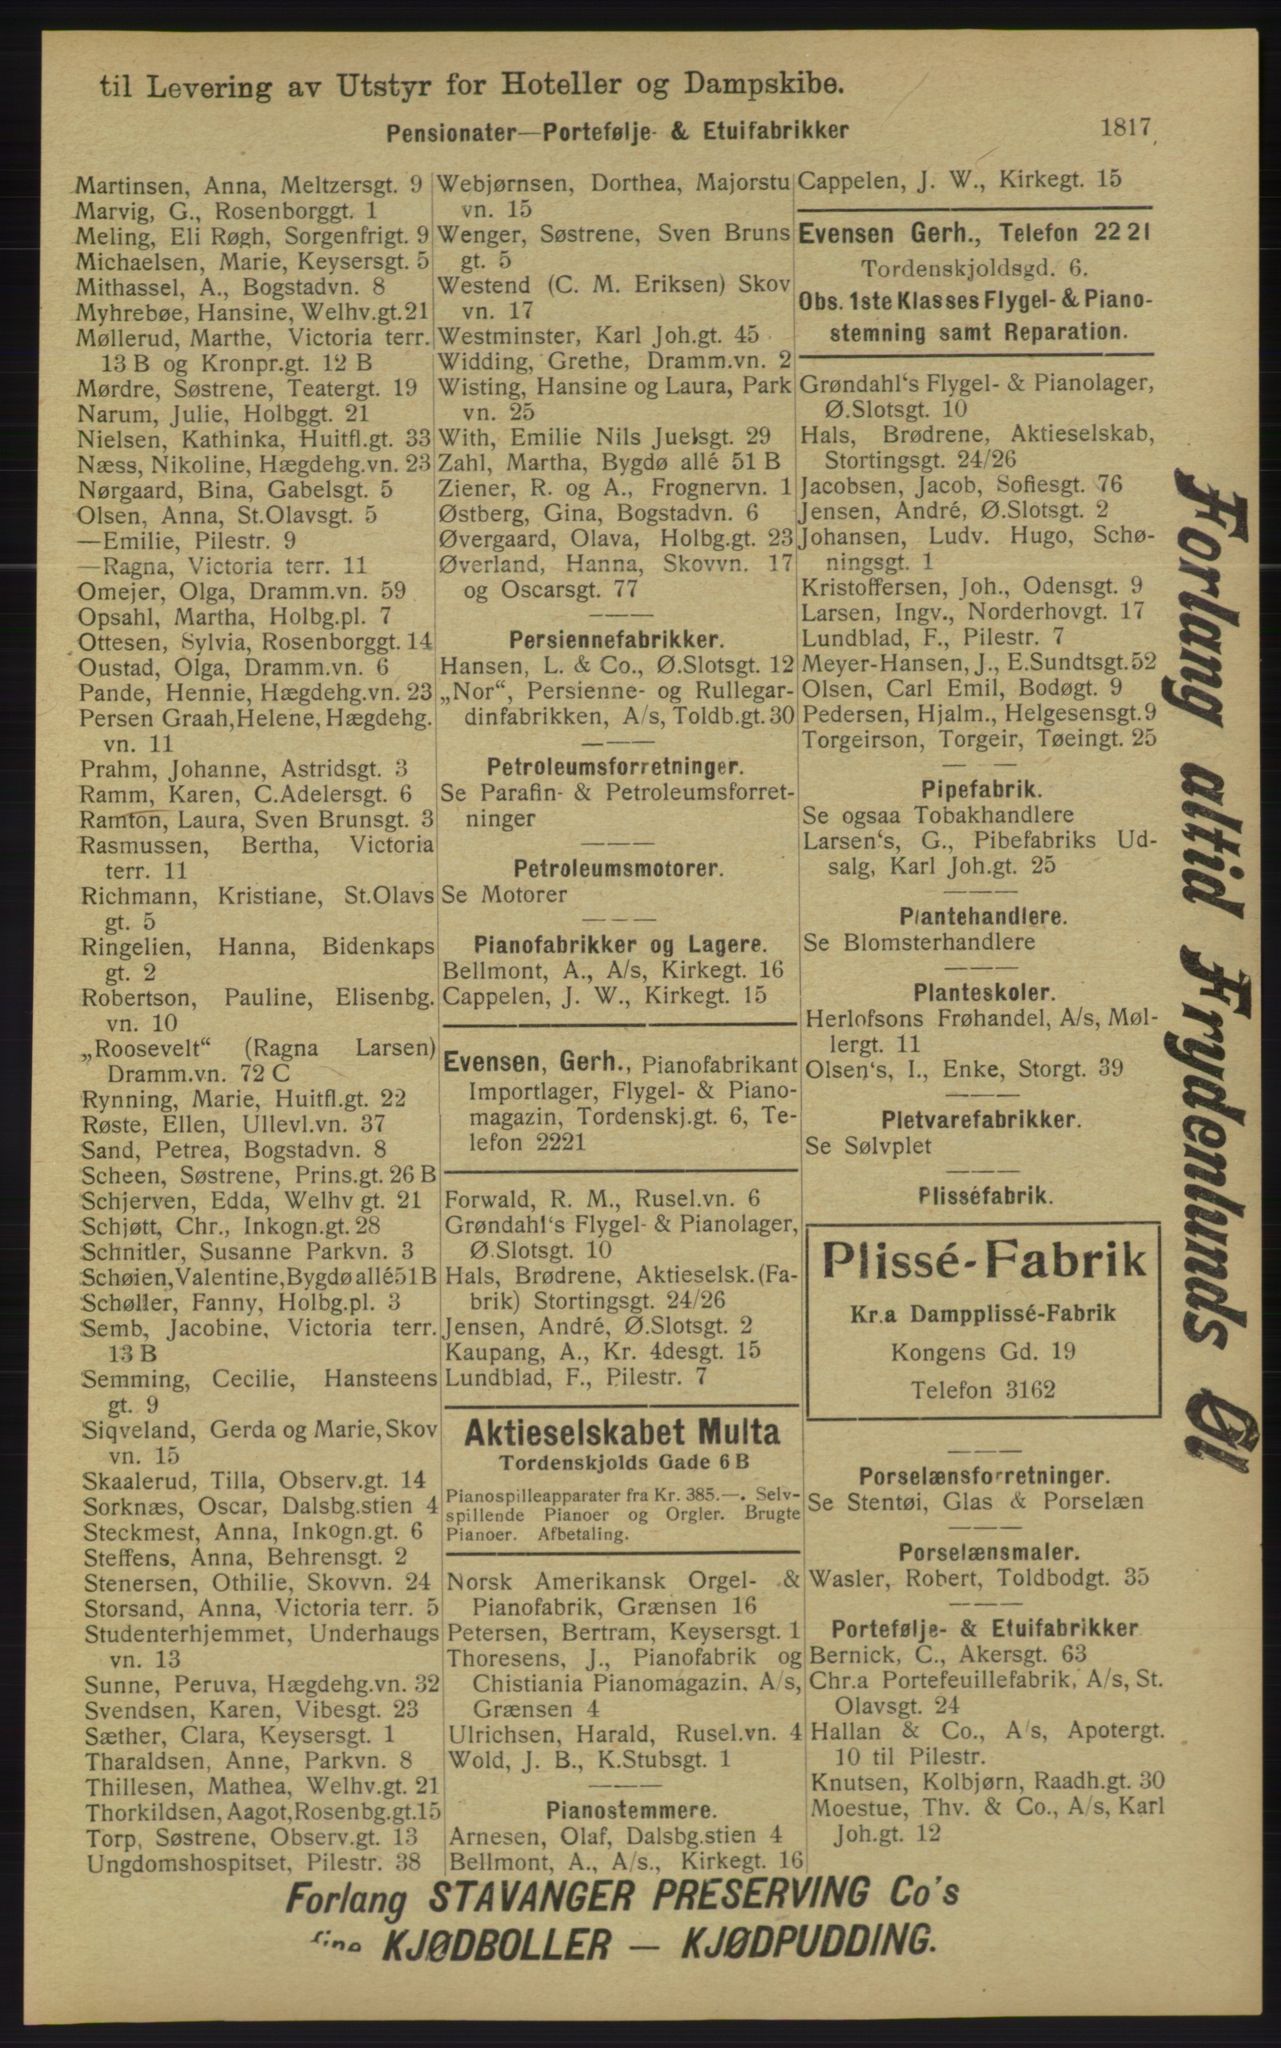 til Levering av Utstyr for Hoteller og Dampskibe.
Pensionater—Portefølje- & Etuifabrikker
1817
Martinsen, Anna, Meltzersgt. 9
Marvig, G., Rosenborggt. 1
Meling, Eli Røgh, Sorgenfrigt. 9
Michaelsen, Marie, Keysersgt. 5
Mithassel, A., Bogstadvn. 8
Myhrebøe, Hansine, Welhv.gt.21
Møllerud, Marthe, Victoria terr.
13 B og Kronpr.gt. 12 B
Mørdre, Søstrene, Teatergt. 19
Narum, Julie, Holbggt. 21
Nielsen, Kathinka, Huitfl.gt. 33
Næss, Nikoline, Hægdehg.vn. 23
Nørgaard, Bina, Gabelsgt. 5
Olsen, Anna, St.Olavsgt. 5
—Emilie, Pilestr. 9
—Ragna, Victoria terr. 11
Omejer, Olga, Dramm.vn. 59
Opsahl, Martha, Holbg.pl. 7
Ottesen, Sylvia, Rosenborggt. 14
Oustad, Olga, Dramm.vn. 6
Pande, Hennie, Hægdehg.vn. 23
Persen Graah,Helene, Hægdehg.
vn. 11
Prahm, Johanne, Astridsgt. 3
Ramm, Karen, C.Adelersgt. 6
Ramton, Laura, Sven Brunsgt. 3
Rasmussen, Bertha, Victoria
terr. 11
Richmann, Kristiane, St.Olavs
gt. 5
Ringelien, Hanna, Bidenkaps
gt. 2
Robertson, Pauline, Elisenbg.
vn. 10
„Roosevelt“ (Ragna Larsen)
Dramm.vn. 72 C
Rynning, Marie, Huitfl.gt. 22
Røste, Ellen, Ullevl.vn. 37
Sand, Petrea, Bogstadvn. 8
Scheen, Søstrene, Prins.gt. 26 B
Schjerven, Edda, Welhv gt. 21
Schjøtt, Chr., Inkogn.gt. 28
Schnitler, Susanne Parkvn. 3
Schøien,Valentine,Bygdøallé51B
Schøller, Fanny, Holbg.pl. 3
Semb, Jacobine, Victoria terr.
13 B
Semming, Cecilie, Hansteens
gt. 9
Siqveland, Gerda og Marie, Skov
vn. 15
Skaalerud, Tilla, Observ.gt. 14
Sorknæs, Oscar, Dalsbg.stien 4
Steckmest, Anna, Inkogn.gt. 6
Steffens, Anna, Behrensgt. 2
Stenersen, Othilie, Skovvn. 24
Storsand, Anna, Victoria terr. 5
Studenterhjemmet, Underhaugs
vn. 13
Sunne, Peruva, Hægdehg.vn. 32
Svendsen, Karen, Vibesgt. 23
Sæther, Clara, Keysersgt. 1
Tharaldsen, Anne, Parkvn. 8
Thillesen, Mathea, Welhv.gt. 21
Thorkildsen, Aagot,Rosenbg.gt.15
Torp, Søstrene, Observ.gt. 13
Ungdomshospitset, Pilestr. 38
Webjørnsen, Dorthea, Majorstu
vn. 15
Wenger, Søstrene, Sven Bruns
gt. 5
Westend (C. M. Eriksen) Skov
vn. 17
Westminster, Karl Joh.gt. 45
Widding, Grethe, Dramm.vn. 2
Wisting, Hansine og Laura, Park
vn. 25
With, Emilie Nils Juelsgt. 29
Zahl, Martha, Bygdø allé 51 B
Ziener, R. og A., Frognervn. 1
Østberg, Gina, Bogstadvn. 6
Øvergaard, Olava, Holbg.gt. 23
Øverland, Hanna, Skovvn. 17
og Oscarsgt. 77
Persiennefabrikker.
Hansen, L. & Co., Ø.Slotsgt. 12
„Nor“, Persienne- og Rullegar-
dinfabrikken, A/s, Toldb.gt. 30
Petroleumsforretninger.
Se Parafin- & Petroleumsforret-
ninger
Petroleumsmotorer.
Se Motorer
Pianofabrikker og Lagere.
Bellmont, A., A/s, Kirkegt. 16
Cappelen, J. W., Kirkegt. 15
Evensen, Gerh., Pianofabrikant
Importlager, Flygel- & Piano-
magazin, Tordenskj.gt. 6, Te-
lefon 2221
Forwald, R. M., Rusel.vn. 6
Grøndahl's Flygel- & Pianolager,
Ø.Slotsgt. 10
Hals, Brødrene, Aktieselsk.(Fa-
brik) Stortingsgt. 24/26
Jensen, André, Ø.Slotsgt. 2
Kaupang, A., Kr. 4desgt. 15
Lundblad, F., Pilestr. 7
Aktieselskabet Multa
Tordenskjolds Gade 6 B
Pianospilleapparater fra Kr. 385.—. Selv-
spillende Pianoer og Orgler. Brugte
Pianoer. Afbetaling.
Norsk Amerikansk Orgel- &
Pianofabrik, Grænsen 16
Petersen, Bertram, Keysersgt. 1
Thoresens, J., Pianofabrik og
Chistiania Pianomagazin, A/s,
Grænsen 4
Ulrichsen, Harald, Rusel.vn. 4
Wold, J. B., K.Stubsgt. 1
Pianostemmere.
Arnesen, Olaf, Dalsbg.stien 4
Bellmont, A., A/s., Kirkegt. 16
Cappelen, J. W., Kirkegt. 15
Evensen Gerh., Telefon 22 21
Tordenskjoldsgd. 6.
Obs. 1ste Klasses Flygel- & Piano-
stemning samt Reparation.
Grøndahl's Flygel- & Pianolager,
Ø.Slotsgt. 10
Hals, Brødrene, Aktieselskab,
Stortingsgt. 24/26
Jacobsen, Jacob, Sofiesgt. 76
Jensen, André, Ø.Slotsgt. 2
Johansen, Ludv. Hugo, Schø-
ningsgt. 1
Kristoffersen, Joh., Odensgt. 9
Larsen, Ingv., Norderhovgt. 17
Lundblad, F., Pilestr. 7
Meyer-Hansen, J., E.Sundtsgt.52
Olsen, Carl Emil, Bodøgt. 9
Pedersen, Hjalm., Helgesensgt.9
Torgeirson, Torgeir, Tøeingt. 25
Pipefabrik.
Se ogsaa Tobakhandlere
Larsen's, G., Pibefabriks Ud-
salg, Karl Joh.gt. 25
Plantehandlere.
Se Blomsterhandlere
Planteskoler.
Herlofsons Frøhandel, A/s, Møl-
lergt. 11
Olsen's, I., Enke, Storgt. 39
Pletvarefabrikker.
Se Sølvplet
Plisséfabrik.
Plissé-Fabrik
Kr.a Dampplissé-Fabrik
Kongens Gd. 19
Telefon 3162
Porselænsforretninger.
Se Stentøi, Glas & Porselæn
Porselænsmaler.
Wasler, Robert, Toldbodgt. 35
Portefølje- & Etuifabrikker
Bernick, C., Akersgt. 63
Chr.a Portefeuillefabrik, A/s, St.
Olavsgt. 24
Hallan & Co., A/s, Apotergt.
10 til Pilestr.
Knutsen, Kolbjørn, Raadh.gt. 30
Moestue, Thv. & Co., A/s, Karl
Joh.gt. 12
Forlang altid Frydenlunds Øl
Forlang STAVANGER PRESERVING Co's
fine KJØDBOLLER — KJØDPUDDING.